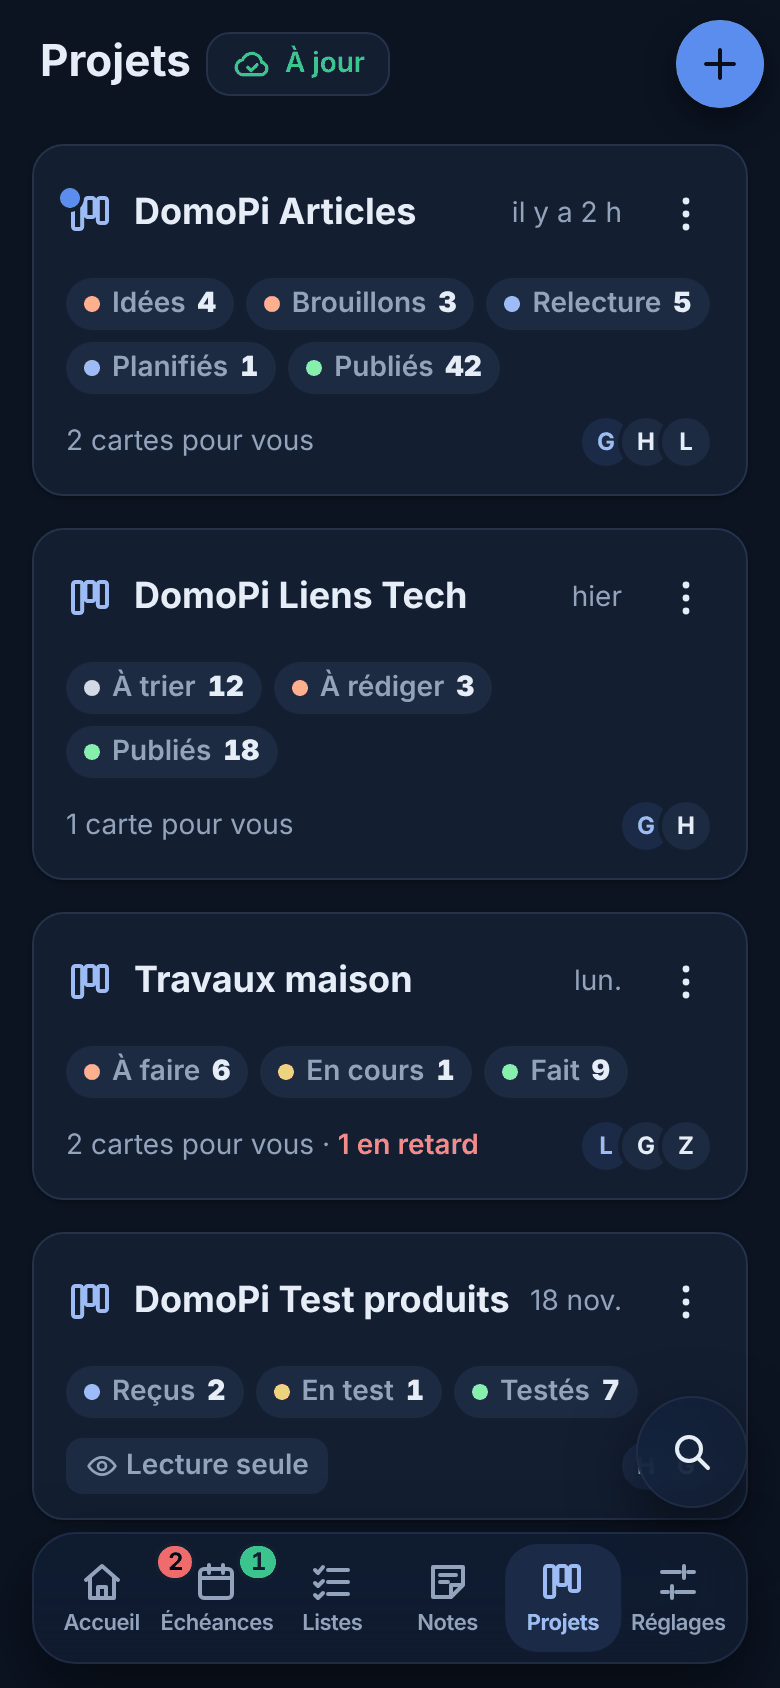 Projets À jour
DomoPi Articles il y a 2 h
Idées 4 Brouillons 3 Relecture 5
Planifiés 1 Publiés 42
2 cartes pour vous G H L
DomoPi Liens Tech hier
À trier 12 À rédiger 3
Publiés 18
1 carte pour vous G H
Travaux maison lun.
À faire 6 En cours 1 Fait 9
2 cartes pour vous · 1 en retard L G Z
DomoPi Test produits 18 nov.
Reçus 2 En test 1 Testés 7
Lecture seule H G
2 1
Accueil Échéances Listes Notes Projets Réglages